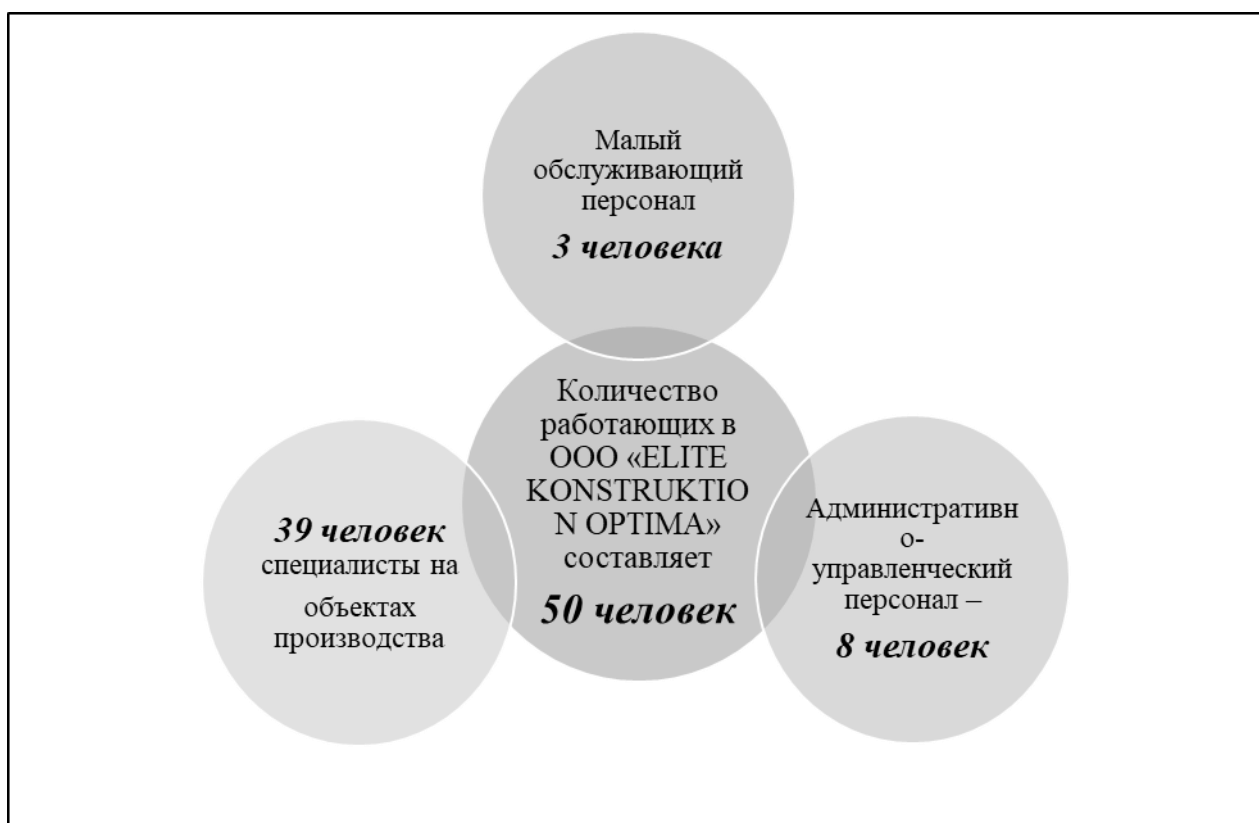 Малый
обслуживающий
персонал
3 человека
Количество
работающих в
ООО «ELITE
KONSTRUKTIO
N OPTIMA»
составляет
50 человек
39 человек
специалисты на
объектах
производства
Административн
о-
управленческий
персонал –
8 человек